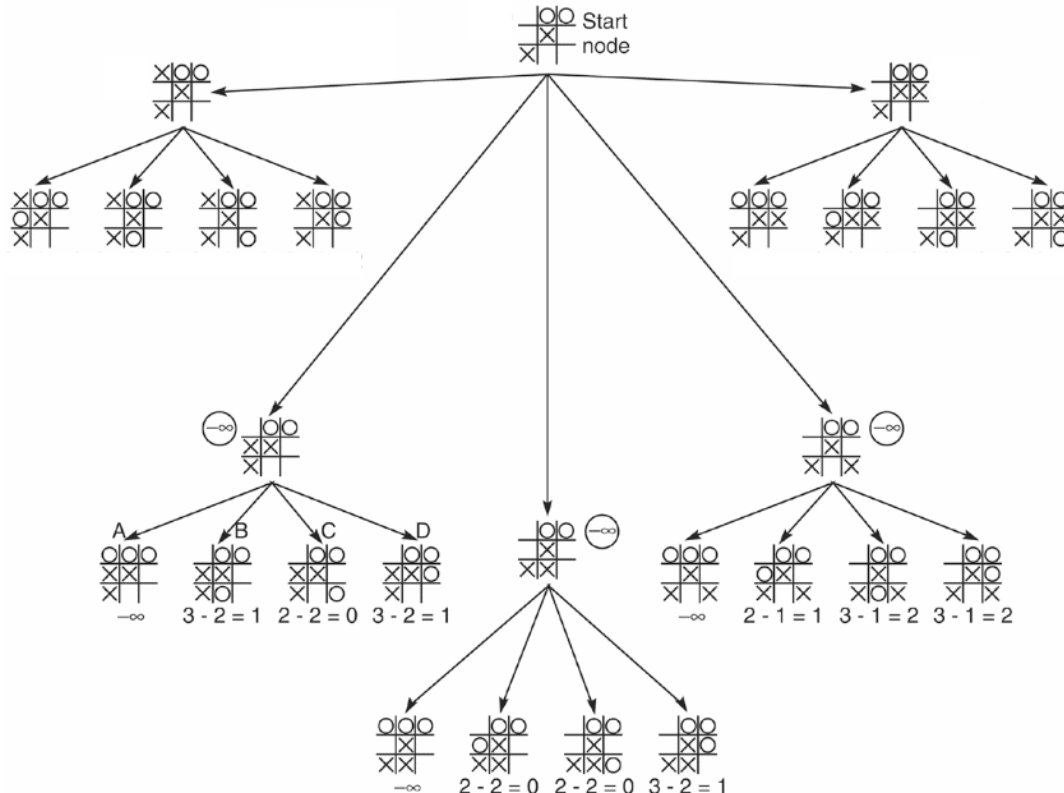 Start
node
−∞
−∞
A B C D
−∞
−∞ 3 - 2 = 1 2 - 2 = 0 3 - 2 = 1
−∞ 2 - 1 = 1 3 - 1 = 2 3 - 1 = 2
−∞ 2 - 2 = 0 2 - 2 = 0 3 - 2 = 1